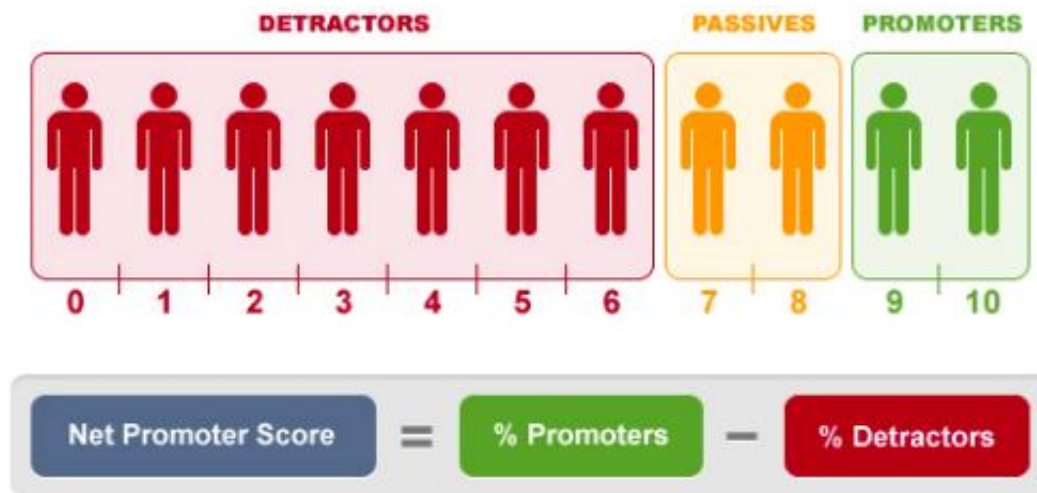 DETRACTORS PASSIVES PROMOTERS
0 1 2 3 4 5 6 7 8 9 10
Net Promoter Score = % Promoters − % Detractors